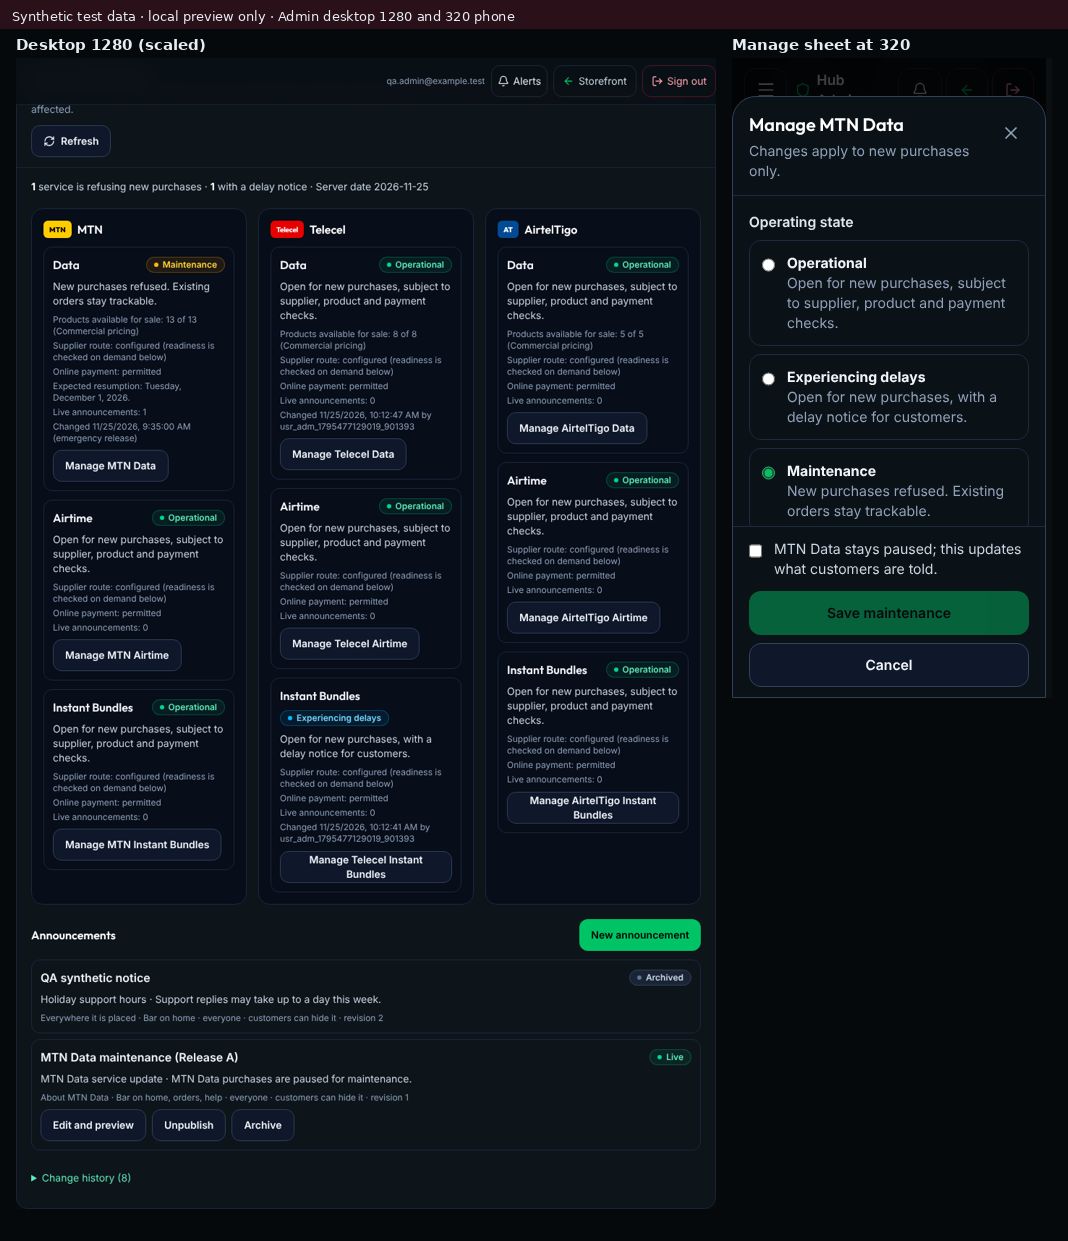 Synthetic test data · local preview only · Admin desktop 1280 and 320 phone
Desktop 1280 (scaled)
qa.admin@example.test
Alerts
Storefront
Sign out
affected.
Refresh
1 service is refusing new purchases · 1 with a delay notice · Server date 2026-11-25
MTN MTN
Data
Maintenance
New purchases refused. Existing
orders stay trackable.
Products available for sale: 13 of 13
(Commercial pricing)
Supplier route: configured (readiness is
checked on demand below)
Online payment: permitted
Expected resumption: Tuesday,
December 1, 2026.
Live announcements: 1
Changed 11/25/2026, 9:35:00 AM
(emergency release)
Manage MTN Data
Airtime
Operational
Open for new purchases, subject to
supplier, product and payment
checks.
Supplier route: configured (readiness is
checked on demand below)
Online payment: permitted
Live announcements: 0
Manage MTN Airtime
Instant Bundles
Operational
Open for new purchases, subject to
supplier, product and payment
checks.
Supplier route: configured (readiness is
checked on demand below)
Online payment: permitted
Live announcements: 0
Manage MTN Instant Bundles
Telecel Telecel
Data
Operational
Open for new purchases, subject to
supplier, product and payment
checks.
Products available for sale: 8 of 8
(Commercial pricing)
Supplier route: configured (readiness is
checked on demand below)
Online payment: permitted
Live announcements: 0
Changed 11/25/2026, 10:12:47 AM by
usr_adm_1795477129019_901393
Manage Telecel Data
Airtime
Operational
Open for new purchases, subject to
supplier, product and payment
checks.
Supplier route: configured (readiness is
checked on demand below)
Online payment: permitted
Live announcements: 0
Manage Telecel Airtime
Instant Bundles
Experiencing delays
Open for new purchases, with a
delay notice for customers.
Supplier route: configured (readiness is
checked on demand below)
Online payment: permitted
Live announcements: 0
Changed 11/25/2026, 10:12:41 AM by
usr_adm_1795477129019_901393
Manage Telecel Instant
Bundles
AT AirtelTigo
Data
Operational
Open for new purchases, subject to
supplier, product and payment
checks.
Products available for sale: 5 of 5
(Commercial pricing)
Supplier route: configured (readiness is
checked on demand below)
Online payment: permitted
Live announcements: 0
Manage AirtelTigo Data
Airtime
Operational
Open for new purchases, subject to
supplier, product and payment
checks.
Supplier route: configured (readiness is
checked on demand below)
Online payment: permitted
Live announcements: 0
Manage AirtelTigo Airtime
Instant Bundles
Operational
Open for new purchases, subject to
supplier, product and payment
checks.
Supplier route: configured (readiness is
checked on demand below)
Online payment: permitted
Live announcements: 0
Manage AirtelTigo Instant
Bundles
Announcements
New announcement
QA synthetic notice
Archived
Holiday support hours · Support replies may take up to a day this week.
Everywhere it is placed · Bar on home · everyone · customers can hide it · revision 2
MTN Data maintenance (Release A)
Live
MTN Data service update · MTN Data purchases are paused for maintenance.
About MTN Data · Bar on home, orders, help · everyone · customers can hide it · revision 1
Edit and preview
Unpublish
Archive
Change history (8)
Manage sheet at 320
Hub
Manage MTN Data
Changes apply to new purchases
only.
Operating state
Operational
Open for new purchases, subject
to supplier, product and payment
checks.
Experiencing delays
Open for new purchases, with a
delay notice for customers.
Maintenance
New purchases refused. Existing
orders stay trackable.
MTN Data stays paused; this updates
what customers are told.
Save maintenance
Cancel